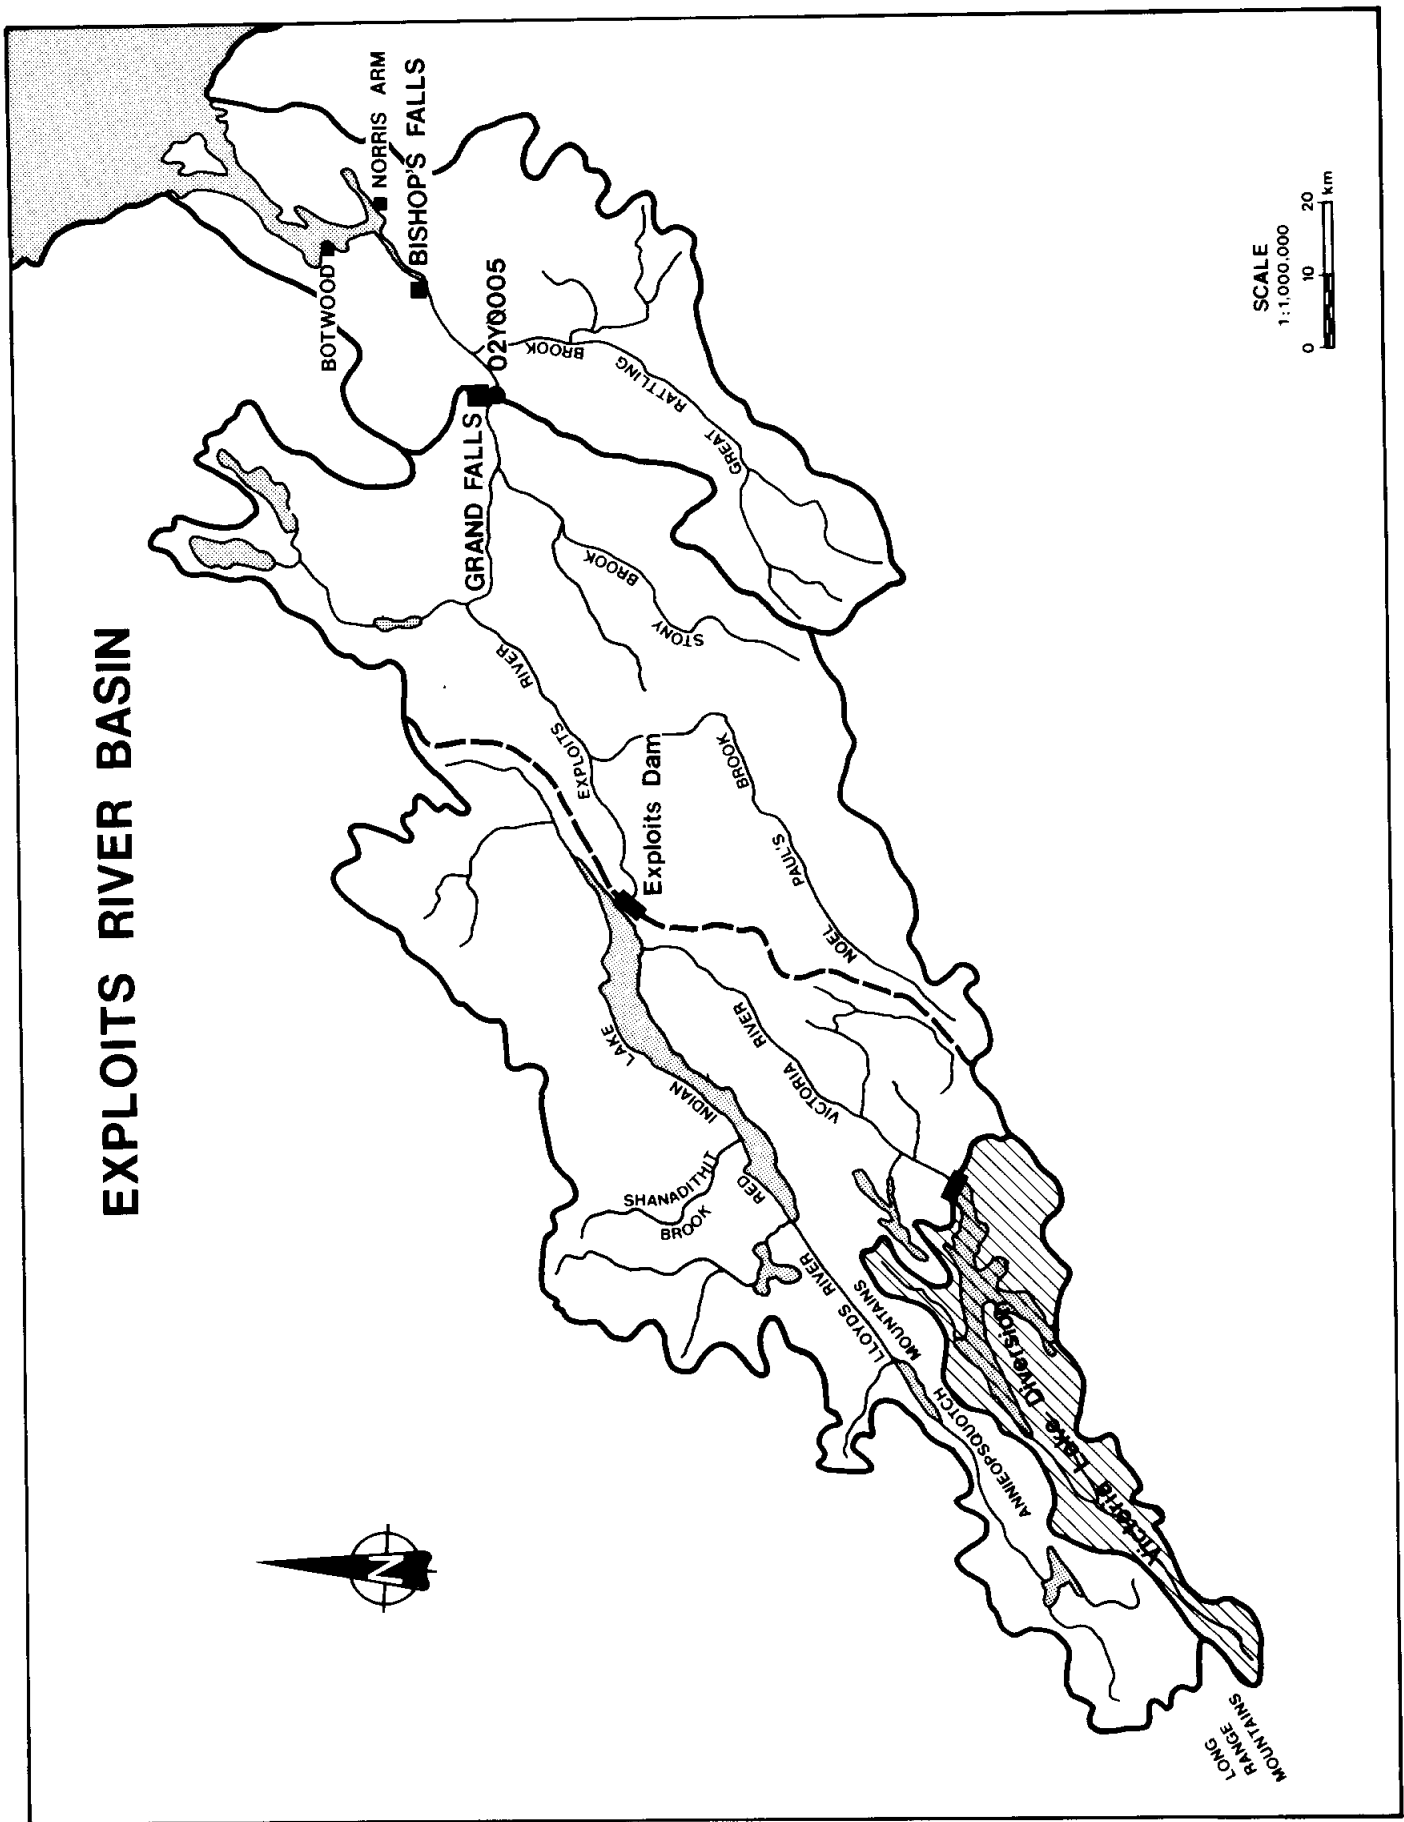 EXPLOITS RIVER BASIN
NORRIS ARM
BISHOP'S FALLS
BOTWOOD
02YO005
GRAND FALLS
BROOK
RATTLING
GREAT
BROOK
STONY
RIVER
EXPLOITS
Exploits Dam
BROOK
PAUL'S
NOEL
LAKE
INDIAN
RED
RIVER
VICTORIA
SHANADITHIT
BROOK
LLOYDS RIVER
ANNIEOPSQUOTCH MOUNTAINS
Victoria Lake Diversion
LONG
RANGE
MOUNTAINS
N
SCALE
1:1,000,000
0 10 20 km